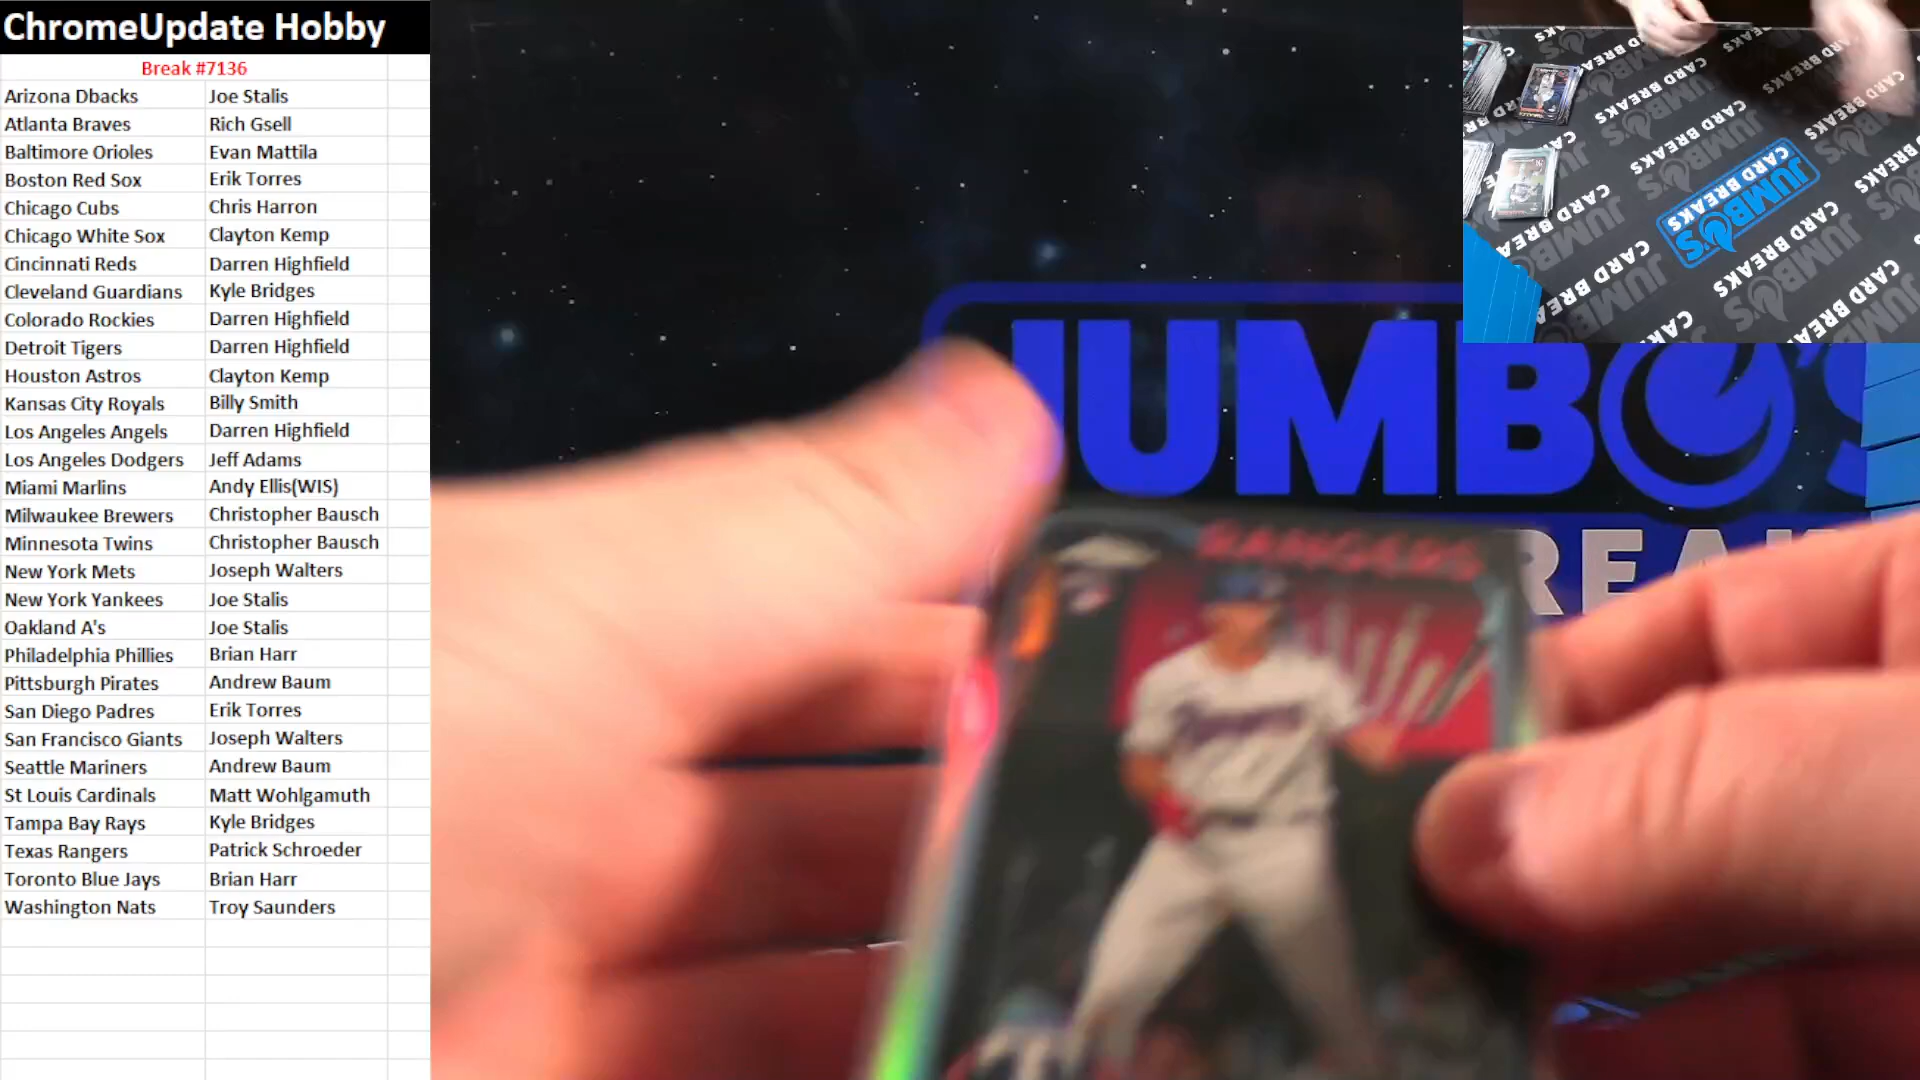 ChromeUpdate Hobby
Break #7136
Arizona Dbacks Joe Stalis
Atlanta Braves Rich Gsell
Baltimore Orioles Evan Mattila
Boston Red Sox Erik Torres
Chicago Cubs Chris Harron
Chicago White Sox Clayton Kemp
Cincinnati Reds Darren Highfield
Cleveland Guardians Kyle Bridges
Colorado Rockies Darren Highfield
Detroit Tigers Darren Highfield
Houston Astros Clayton Kemp
Kansas City Royals Billy Smith
Los Angeles Angels Darren Highfield
Los Angeles Dodgers Jeff Adams
Miami Marlins Andy Ellis(WIS)
Milwaukee Brewers Christopher Bausch
Minnesota Twins Christopher Bausch
New York Mets Joseph Walters
New York Yankees Joe Stalis
Oakland A's Joe Stalis
Philadelphia Phillies Brian Harr
Pittsburgh Pirates Andrew Baum
San Diego Padres Erik Torres
San Francisco Giants Joseph Walters
Seattle Mariners Andrew Baum
St Louis Cardinals Matt Wohlgamuth
Tampa Bay Rays Kyle Bridges
Texas Rangers Patrick Schroeder
Toronto Blue Jays Brian Harr
Washington Nats Troy Saunders
JUMBO'S
REAK
RANGERS
JUMBO'S
CARD BREAKS